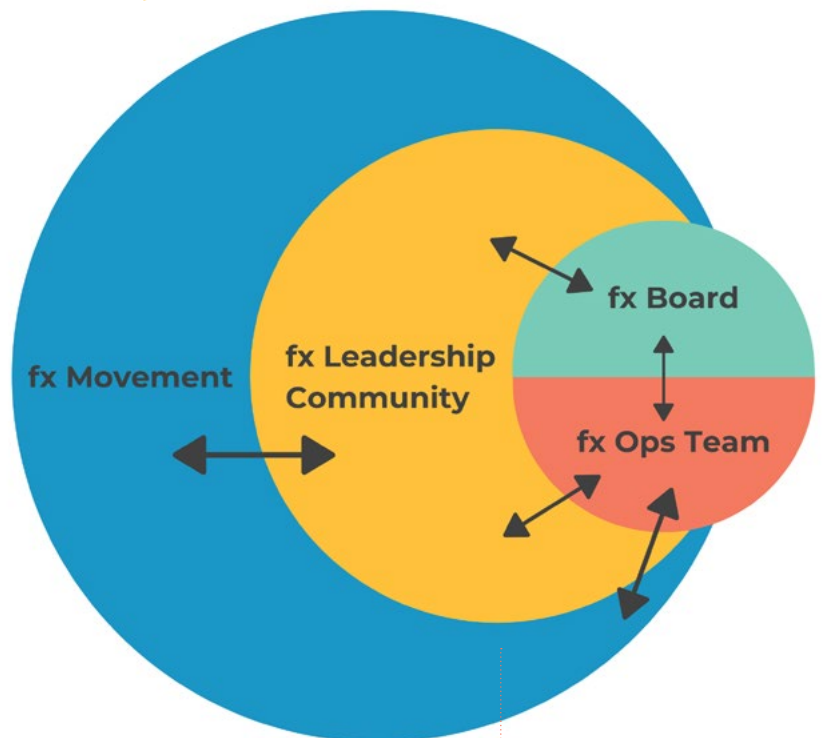 fx Movement
fx Leadership
Community
fx Board
fx Ops Team